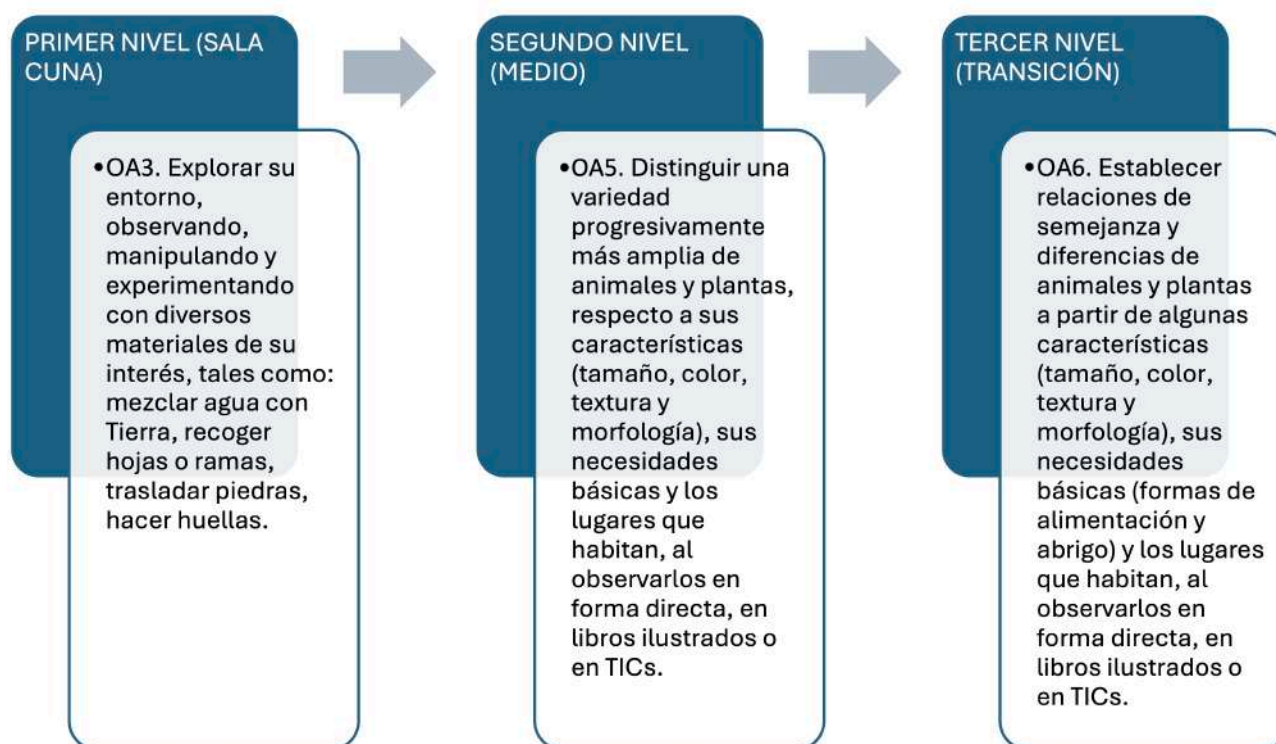 PRIMER NIVEL (SALA
CUNA)
•OA3. Explorar su
entorno,
observando,
manipulando y
experimentando
con diversos
materiales de su
interés, tales como:
mezclar agua con
Tierra, recoger
hojas o ramas,
trasladar piedras,
hacer huellas.
SEGUNDO NIVEL
(MEDIO)
•OA5. Distinguir una
variedad
progresivamente
más amplia de
animales y plantas,
respecto a sus
características
(tamaño, color,
textura y
morfología), sus
necesidades
básicas y los
lugares que
habitan, al
observarlos en
forma directa, en
libros ilustrados o
en TICs.
TERCER NIVEL
(TRANSICIÓN)
•OA6. Establecer
relaciones de
semejanza y
diferencias de
animales y plantas
a partir de algunas
características
(tamaño, color,
textura y
morfología), sus
necesidades
básicas (formas de
alimentación y
abrigo) y los lugares
que habitan, al
observarlos en
forma directa, en
libros ilustrados o
en TICs.